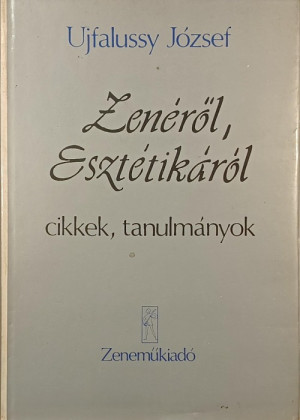 Ujfalussy József
Zenéről,
Esztétikáról
cikkek, tanulmányok
Zeneműkiadó